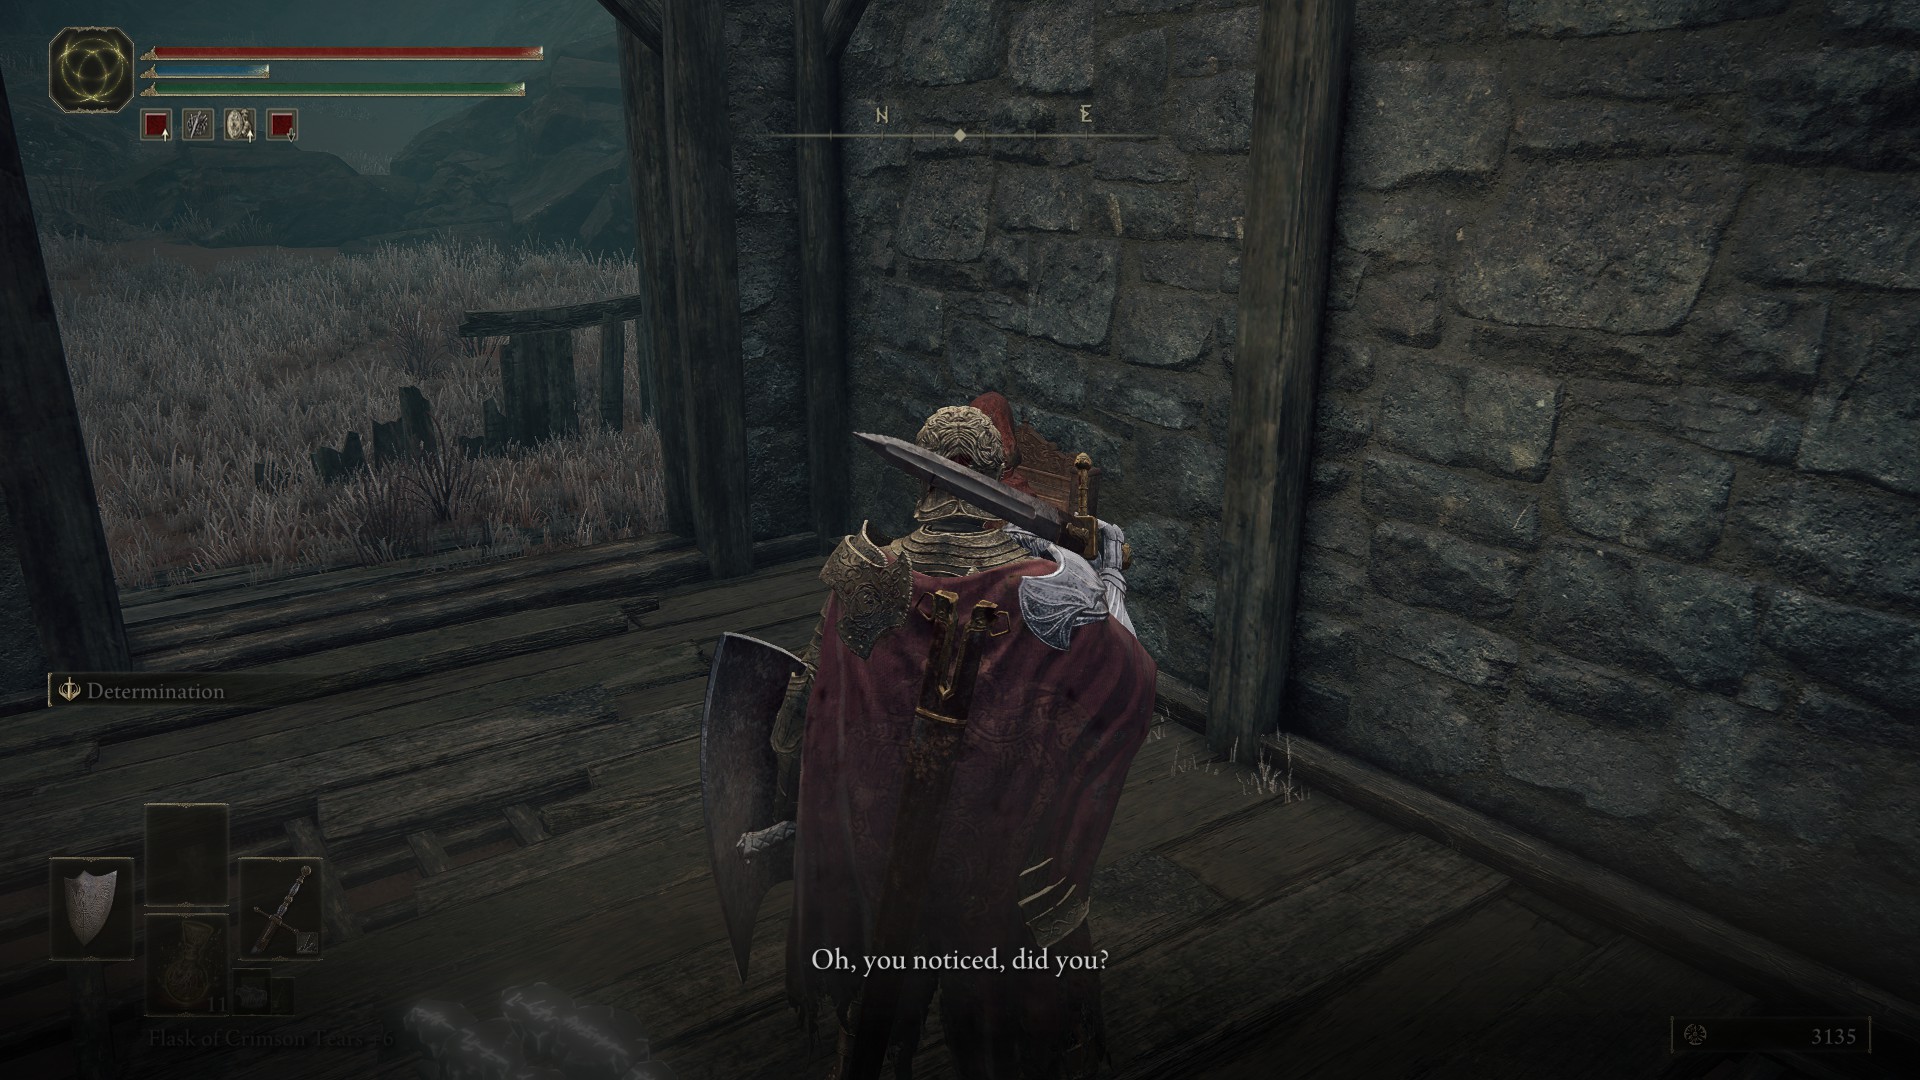 N E
Determination
Oh, you noticed, did you?
11
Flask of Crimson Tears +6
3135